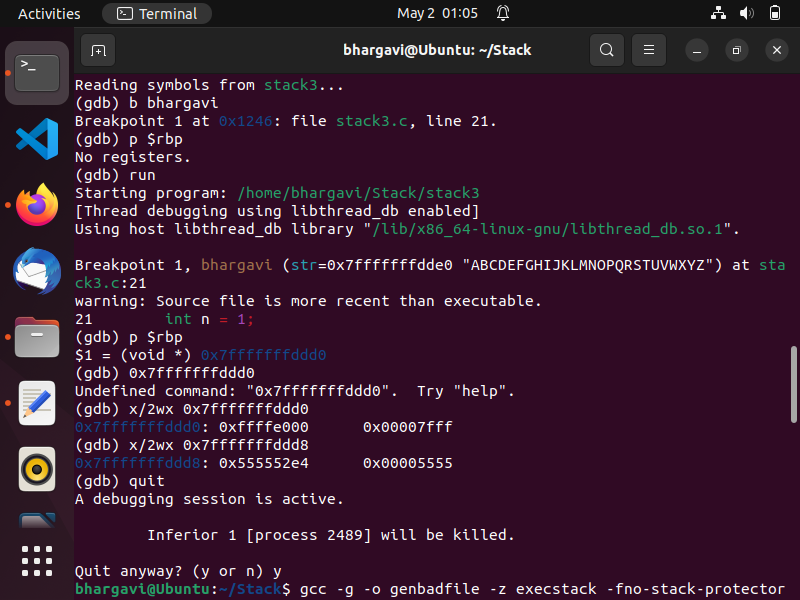 Activities
Terminal
May 2 01:05
bhargavi@Ubuntu: ~/Stack
Reading symbols from stack3...
(gdb) b bhargavi
Breakpoint 1 at 0x1246: file stack3.c, line 21.
(gdb) p $rbp
No registers.
(gdb) run
Starting program: /home/bhargavi/Stack/stack3
[Thread debugging using libthread_db enabled]
Using host libthread_db library "/lib/x86_64-linux-gnu/libthread_db.so.1".
Breakpoint 1, bhargavi (str=0x7fffffffdde0 "ABCDEFGHIJKLMNOPQRSTUVWXYZ") at sta
ck3.c:21
warning: Source file is more recent than executable.
21 int n = 1;
(gdb) p $rbp
$1 = (void *) 0x7fffffffddd0
(gdb) 0x7fffffffddd0
Undefined command: "0x7fffffffddd0".  Try "help".
(gdb) x/2wx 0x7fffffffddd0
0x7fffffffddd0: 0xffffe000 0x00007fff
(gdb) x/2wx 0x7fffffffddd8
0x7fffffffddd8: 0x555552e4 0x00005555
(gdb) quit
A debugging session is active.
Inferior 1 [process 2489] will be killed.
Quit anyway? (y or n) y
bhargavi@Ubuntu:~/Stack$ gcc -g -o genbadfile -z execstack -fno-stack-protector